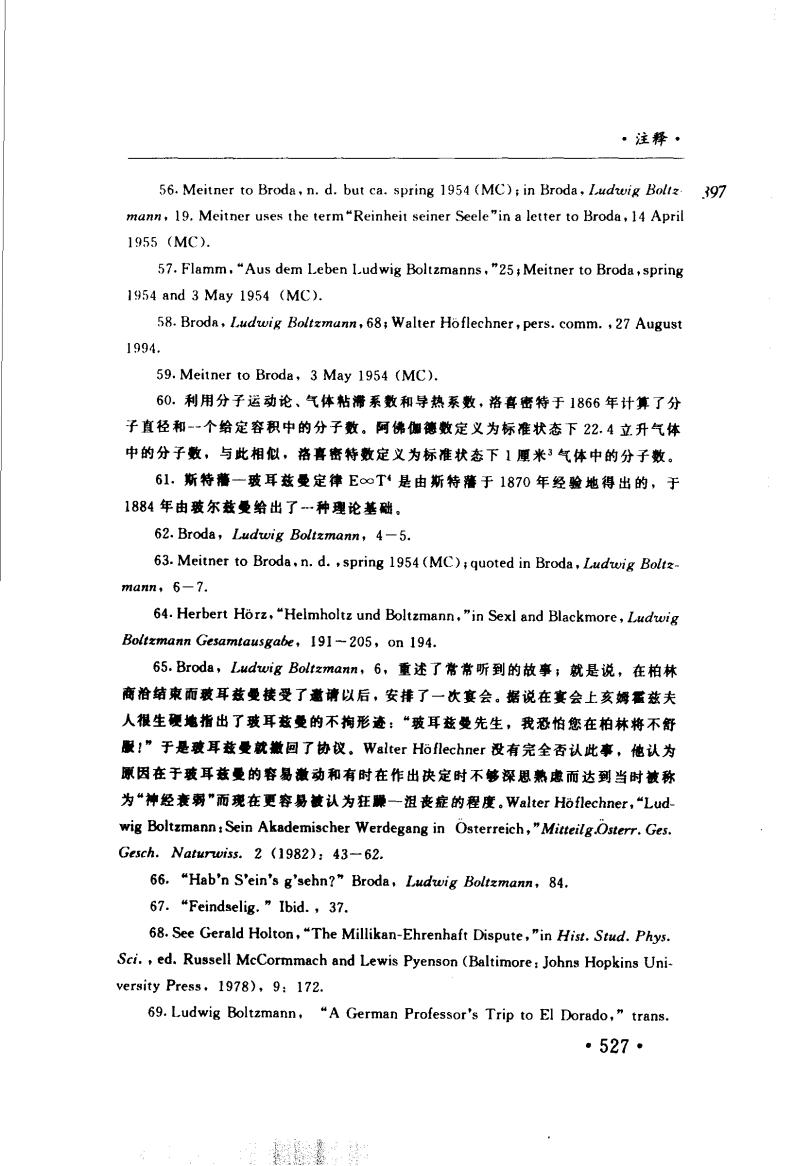 ·注释·
56. Meitner to Broda, n. d. but ca. spring 1954 (MC); in Broda, Ludwig Boltz- 397
mann, 19. Meitner uses the term "Reinheit seiner Seele" in a letter to Broda, 14 April
1955 (MC).
57. Flamm, "Aus dem Leben Ludwig Boltzmanns," 25; Meitner to Broda, spring
1954 and 3 May 1954 (MC).
58. Broda, Ludwig Boltzmann, 68; Walter Höflechner, pers. comm., 27 August
1994.
59. Meitner to Broda, 3 May 1954 (MC).
60. 利用分子运动论、气体粘滞系数和导热系数,洛喜密特于 1866 年计算了分
子直径和一个给定容积中的分子数。阿佛伽德数定义为标准状态下 22.4 立升气体
中的分子数,与此相似,洛喜密特数定义为标准状态下 1 厘米³ 气体中的分子数。
61. 斯特藩—玻耳兹曼定律 E∞T⁴ 是由斯特藩于 1870 年经验地得出的,于
1884 年由玻尔兹曼给出了一种理论基础。
62. Broda, Ludwig Boltzmann, 4—5.
63. Meitner to Broda, n. d., spring 1954 (MC); quoted in Broda, Ludwig Boltz-
mann, 6—7.
64. Herbert Hörz, "Helmholtz und Boltzmann," in Sexl and Blackmore, Ludwig
Boltzmann Gesamtausgabe, 191—205, on 194.
65. Broda, Ludwig Boltzmann, 6, 重述了常常听到的故事;就是说,在柏林
商洽结束而玻耳兹曼接受了邀请以后,安排了一次宴会。据说在宴会上亥姆霍兹夫
人很生硬地指出了玻耳兹曼的不拘形迹:“玻耳兹曼先生,我恐怕您在柏林将不舒
服!”于是玻耳兹曼就撤回了协议。Walter Höflechner 没有完全否认此事,他认为
原因在于玻耳兹曼的容易激动和有时在作出决定时不够深思熟虑而达到当时被称
为“神经衰弱”而现在更容易被认为狂躁—沮丧症的程度。Walter Höflechner, "Lud-
wig Boltzmann: Sein Akademischer Werdegang in Österreich," Mitteilg.Österr. Ges.
Gesch. Naturwiss. 2 (1982): 43—62.
66. "Hab'n S'ein's g'sehn?" Broda, Ludwig Boltzmann, 84.
67. "Feindselig." Ibid., 37.
68. See Gerald Holton, "The Millikan-Ehrenhaft Dispute," in Hist. Stud. Phys.
Sci., ed. Russell McCormmach and Lewis Pyenson (Baltimore: Johns Hopkins Uni-
versity Press, 1978), 9: 172.
69. Ludwig Boltzmann, "A German Professor's Trip to El Dorado," trans.
·527·